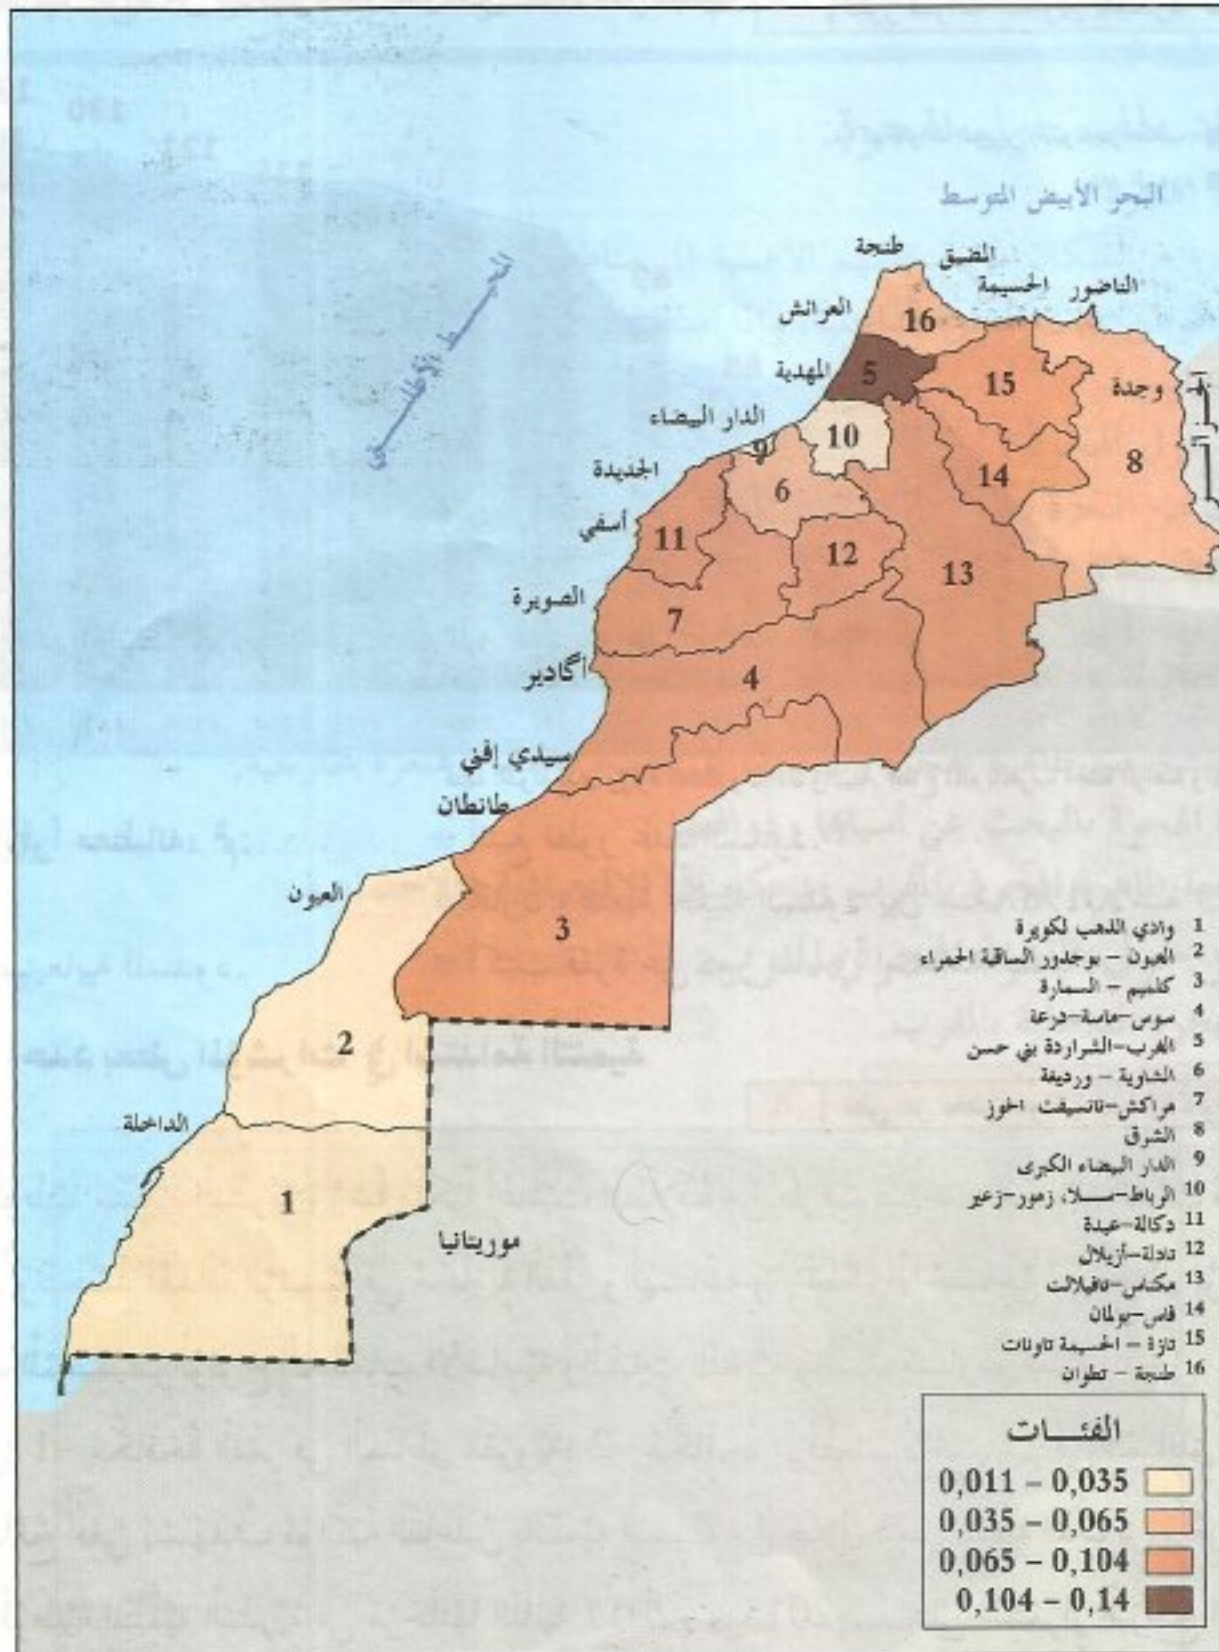 البحر الأبيض المتوسط
المحيط الأطلسي
طنجة
المضيق
الحسيمة
الناضور
العرائش
16
المهدية
5
15
وجدة
الدار البيضاء
9
10
8
الجديدة
6
14
أسفي
11
12
13
الصويرة
7
أگادير
4
سيدي إفني
طانطان
العيون
3
2
الداخلة
1
موريتانيا
1 وادي الذهب لكويرة
2 العيون – بوجدور الساقية الحمراء
3 كلميم – السمارة
4 سوس–ماسة–درعة
5 الغرب–الشراردة بني حسن
6 الشاوية – ورديغة
7 مراكش–تانسيفت الحوز
8 الشرق
9 الدار البيضاء الكبرى
10 الرباط–سلا، زمور–زعير
11 دكالة–عبدة
12 تادلة–أزيلال
13 مكناس–تافيلالت
14 فاس–بولمان
15 تازة – الحسيمة تاونات
16 طنجة – تطوان
الفئات
0,011 – 0,035
0,035 – 0,065
0,065 – 0,104
0,104 – 0,14